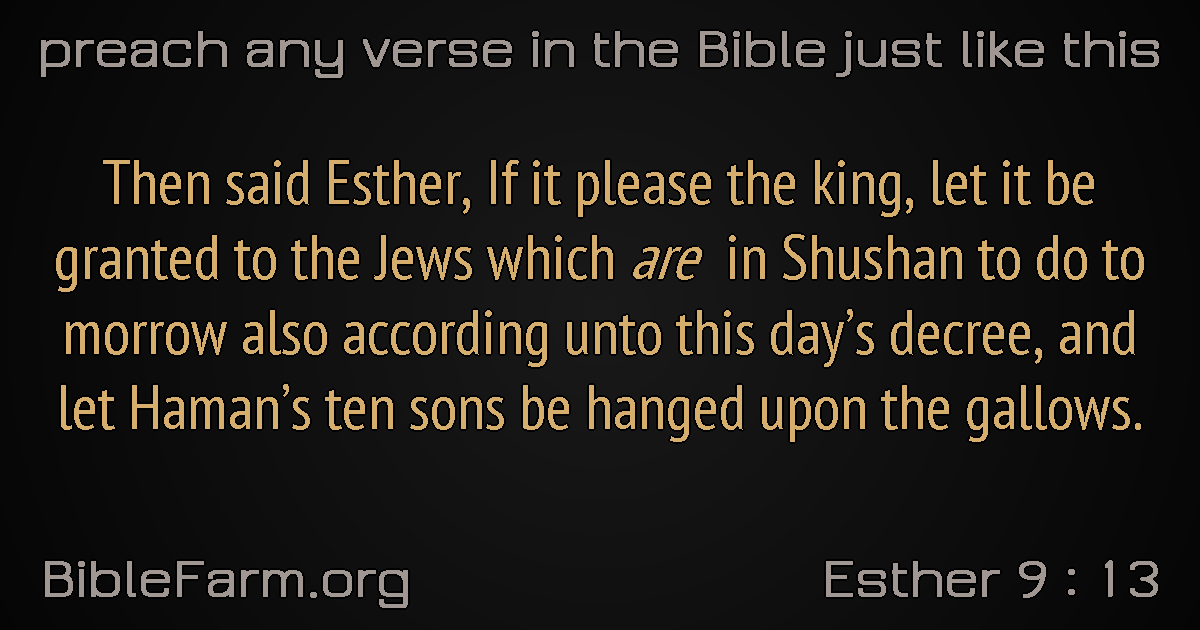 preach any verse in the Bible just like this
Then said Esther, If it please the king, let it be
granted to the Jews which are in Shushan to do to
morrow also according unto this day’s decree, and
let Haman’s ten sons be hanged upon the gallows.
BibleFarm.org
Esther 9 : 13